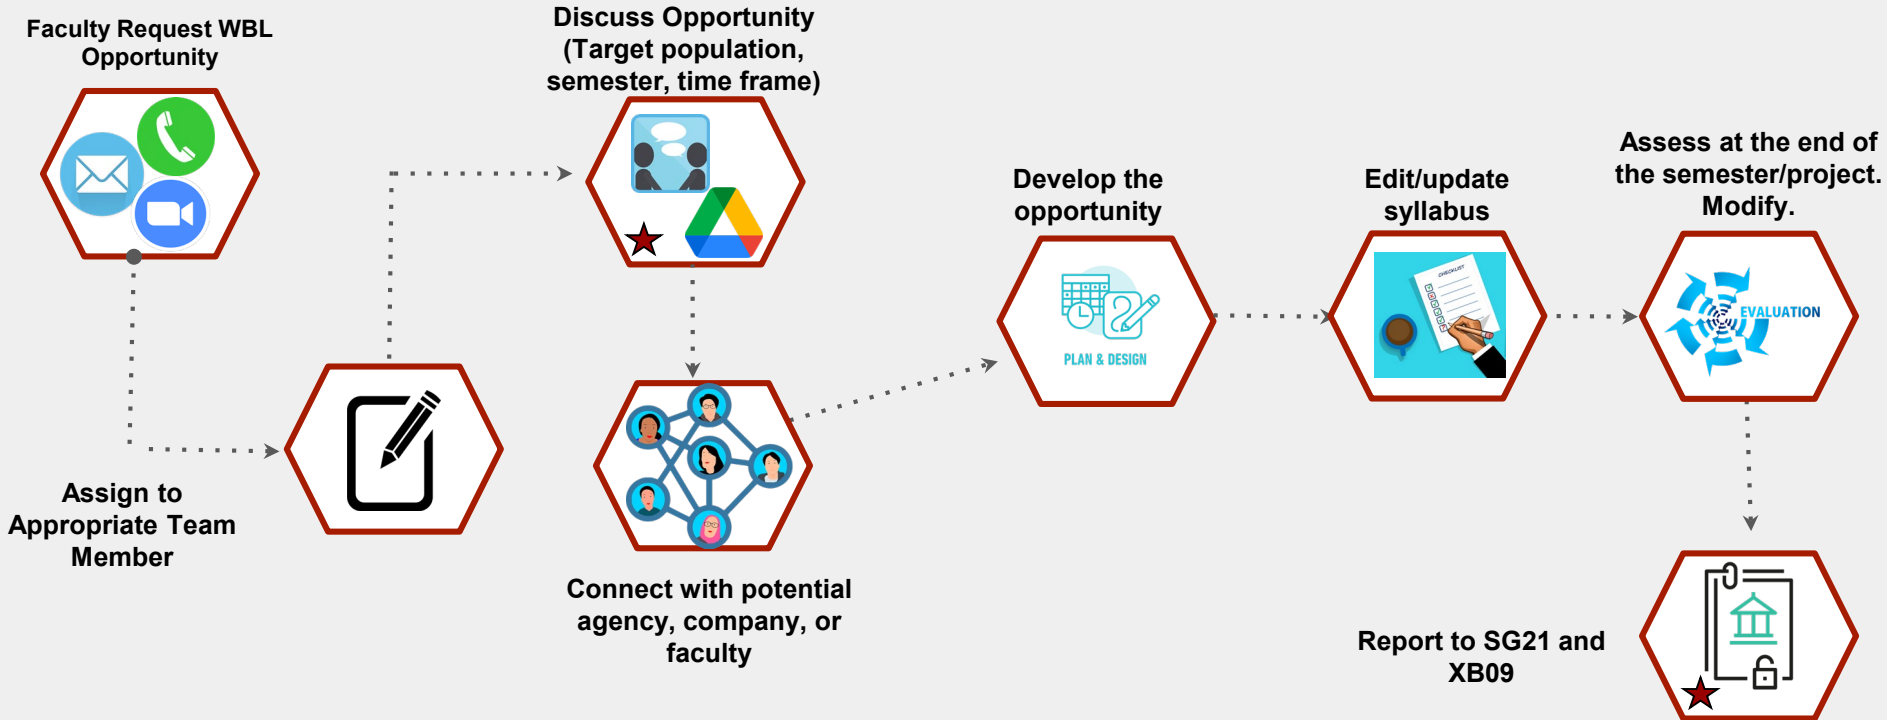 Faculty Request WBL
Opportunity
Assign to
Appropriate Team
Member
Discuss Opportunity
(Target population,
semester, time frame)
Connect with potential
agency, company, or
faculty
Develop the
opportunity
PLAN & DESIGN
Edit/update
syllabus
CHECKLIST
Assess at the end of
the semester/project.
Modify.
EVALUATION
Report to SG21 and
XB09